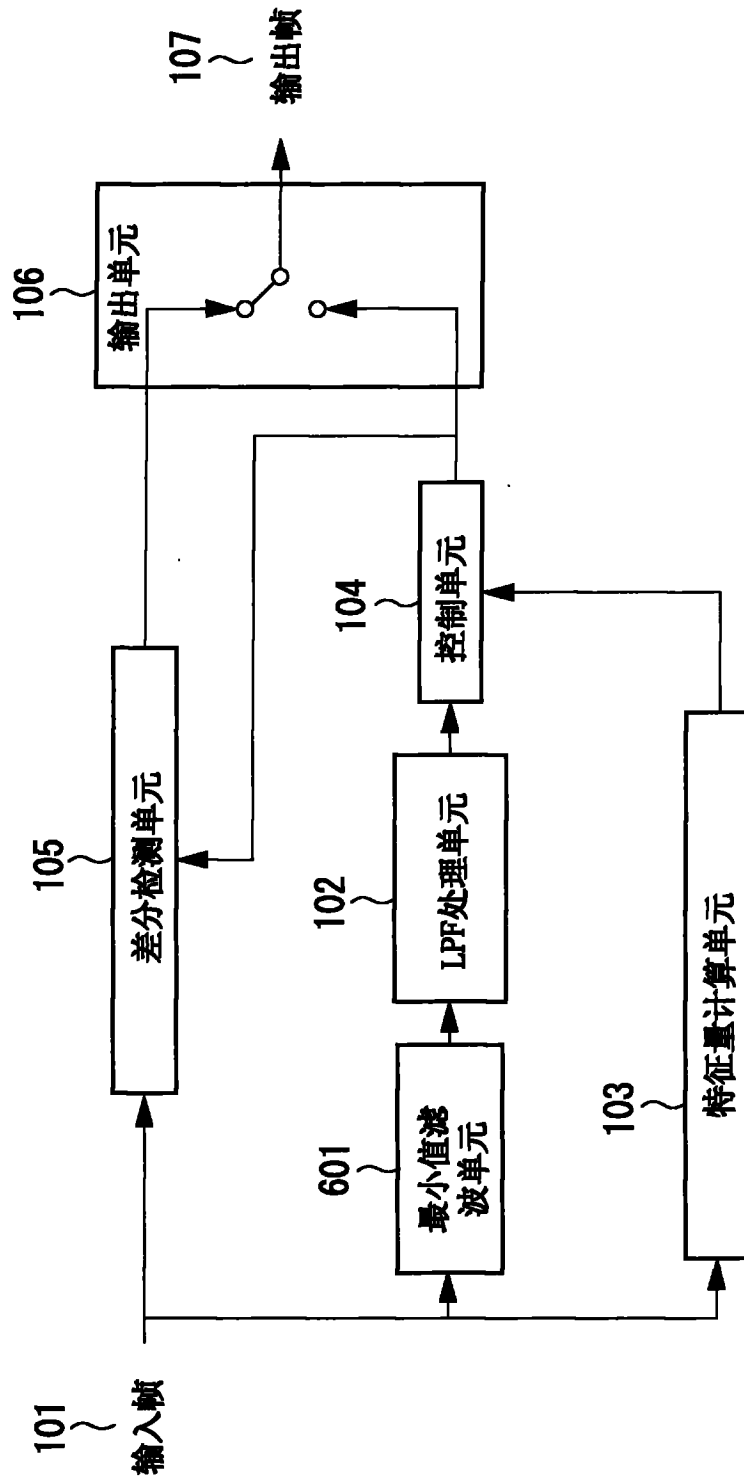 101
输入帧
105
差分检测单元
106
输出单元
107
输出帧
601
最小值滤
波单元
102
LPF处理单元
104
控制单元
103
特征量计算单元